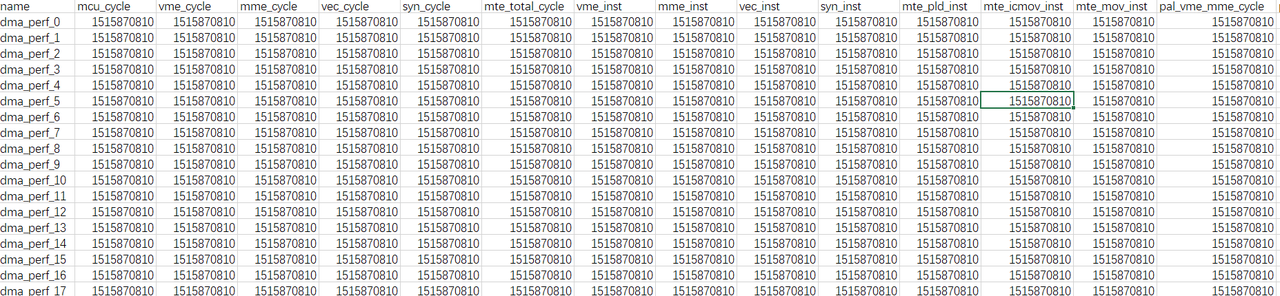 name mcu_cycle vme_cycle mme_cycle vec_cycle syn_cycle mte_total_cycle vme_inst mme_inst vec_inst syn_inst mte_pld_inst mte_icmov_inst mte_mov_inst pal_vme_mme_cycle
dma_perf_0 1515870810 1515870810 1515870810 1515870810 1515870810 1515870810 1515870810 1515870810 1515870810 1515870810 1515870810 1515870810 1515870810 1515870810
dma_perf_1 1515870810 1515870810 1515870810 1515870810 1515870810 1515870810 1515870810 1515870810 1515870810 1515870810 1515870810 1515870810 1515870810 1515870810
dma_perf_2 1515870810 1515870810 1515870810 1515870810 1515870810 1515870810 1515870810 1515870810 1515870810 1515870810 1515870810 1515870810 1515870810 1515870810
dma_perf_3 1515870810 1515870810 1515870810 1515870810 1515870810 1515870810 1515870810 1515870810 1515870810 1515870810 1515870810 1515870810 1515870810 1515870810
dma_perf_4 1515870810 1515870810 1515870810 1515870810 1515870810 1515870810 1515870810 1515870810 1515870810 1515870810 1515870810 1515870810 1515870810 1515870810
dma_perf_5 1515870810 1515870810 1515870810 1515870810 1515870810 1515870810 1515870810 1515870810 1515870810 1515870810 1515870810 1515870810 1515870810 1515870810
dma_perf_6 1515870810 1515870810 1515870810 1515870810 1515870810 1515870810 1515870810 1515870810 1515870810 1515870810 1515870810 1515870810 1515870810 1515870810
dma_perf_7 1515870810 1515870810 1515870810 1515870810 1515870810 1515870810 1515870810 1515870810 1515870810 1515870810 1515870810 1515870810 1515870810 1515870810
dma_perf_8 1515870810 1515870810 1515870810 1515870810 1515870810 1515870810 1515870810 1515870810 1515870810 1515870810 1515870810 1515870810 1515870810 1515870810
dma_perf_9 1515870810 1515870810 1515870810 1515870810 1515870810 1515870810 1515870810 1515870810 1515870810 1515870810 1515870810 1515870810 1515870810 1515870810
dma_perf_10 1515870810 1515870810 1515870810 1515870810 1515870810 1515870810 1515870810 1515870810 1515870810 1515870810 1515870810 1515870810 1515870810 1515870810
dma_perf_11 1515870810 1515870810 1515870810 1515870810 1515870810 1515870810 1515870810 1515870810 1515870810 1515870810 1515870810 1515870810 1515870810 1515870810
dma_perf_12 1515870810 1515870810 1515870810 1515870810 1515870810 1515870810 1515870810 1515870810 1515870810 1515870810 1515870810 1515870810 1515870810 1515870810
dma_perf_13 1515870810 1515870810 1515870810 1515870810 1515870810 1515870810 1515870810 1515870810 1515870810 1515870810 1515870810 1515870810 1515870810 1515870810
dma_perf_14 1515870810 1515870810 1515870810 1515870810 1515870810 1515870810 1515870810 1515870810 1515870810 1515870810 1515870810 1515870810 1515870810 1515870810
dma_perf_15 1515870810 1515870810 1515870810 1515870810 1515870810 1515870810 1515870810 1515870810 1515870810 1515870810 1515870810 1515870810 1515870810 1515870810
dma_perf_16 1515870810 1515870810 1515870810 1515870810 1515870810 1515870810 1515870810 1515870810 1515870810 1515870810 1515870810 1515870810 1515870810 1515870810
dma_perf_17 1515870810 1515870810 1515870810 1515870810 1515870810 1515870810 1515870810 1515870810 1515870810 1515870810 1515870810 1515870810 1515870810 1515870810